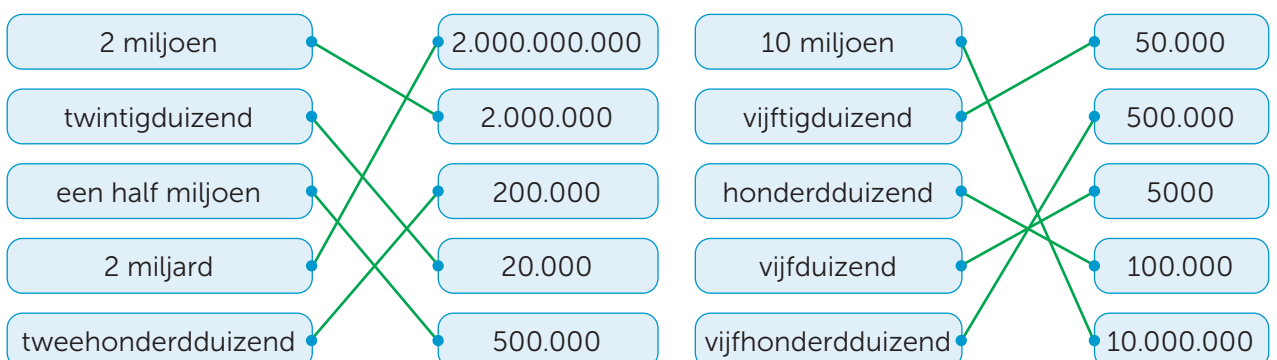 2 miljoen 2.000.000.000 10 miljoen 50.000
twintigduizend 2.000.000 vijftigduizend 500.000
een half miljoen 200.000 honderdduizend 5000
2 miljard 20.000 vijfduizend 100.000
tweehonderdduizend 500.000 vijfhonderdduizend 10.000.000